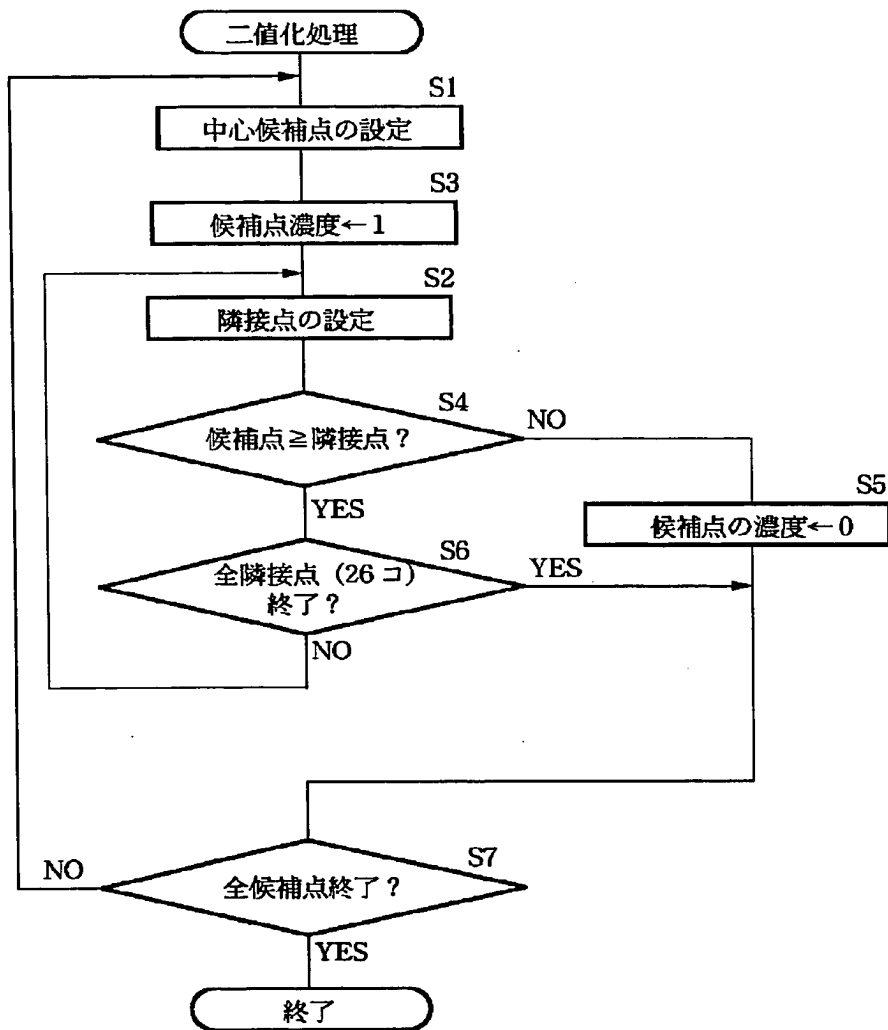 二値化処理
S1
中心候補点の設定
S3
候補点濃度←1
S2
隣接点の設定
S4
候補点≧隣接点？
NO
YES
S5
候補点の濃度←0
S6
全隣接点（26コ）
終了？
YES
NO
S7
全候補点終了？
NO
YES
終了